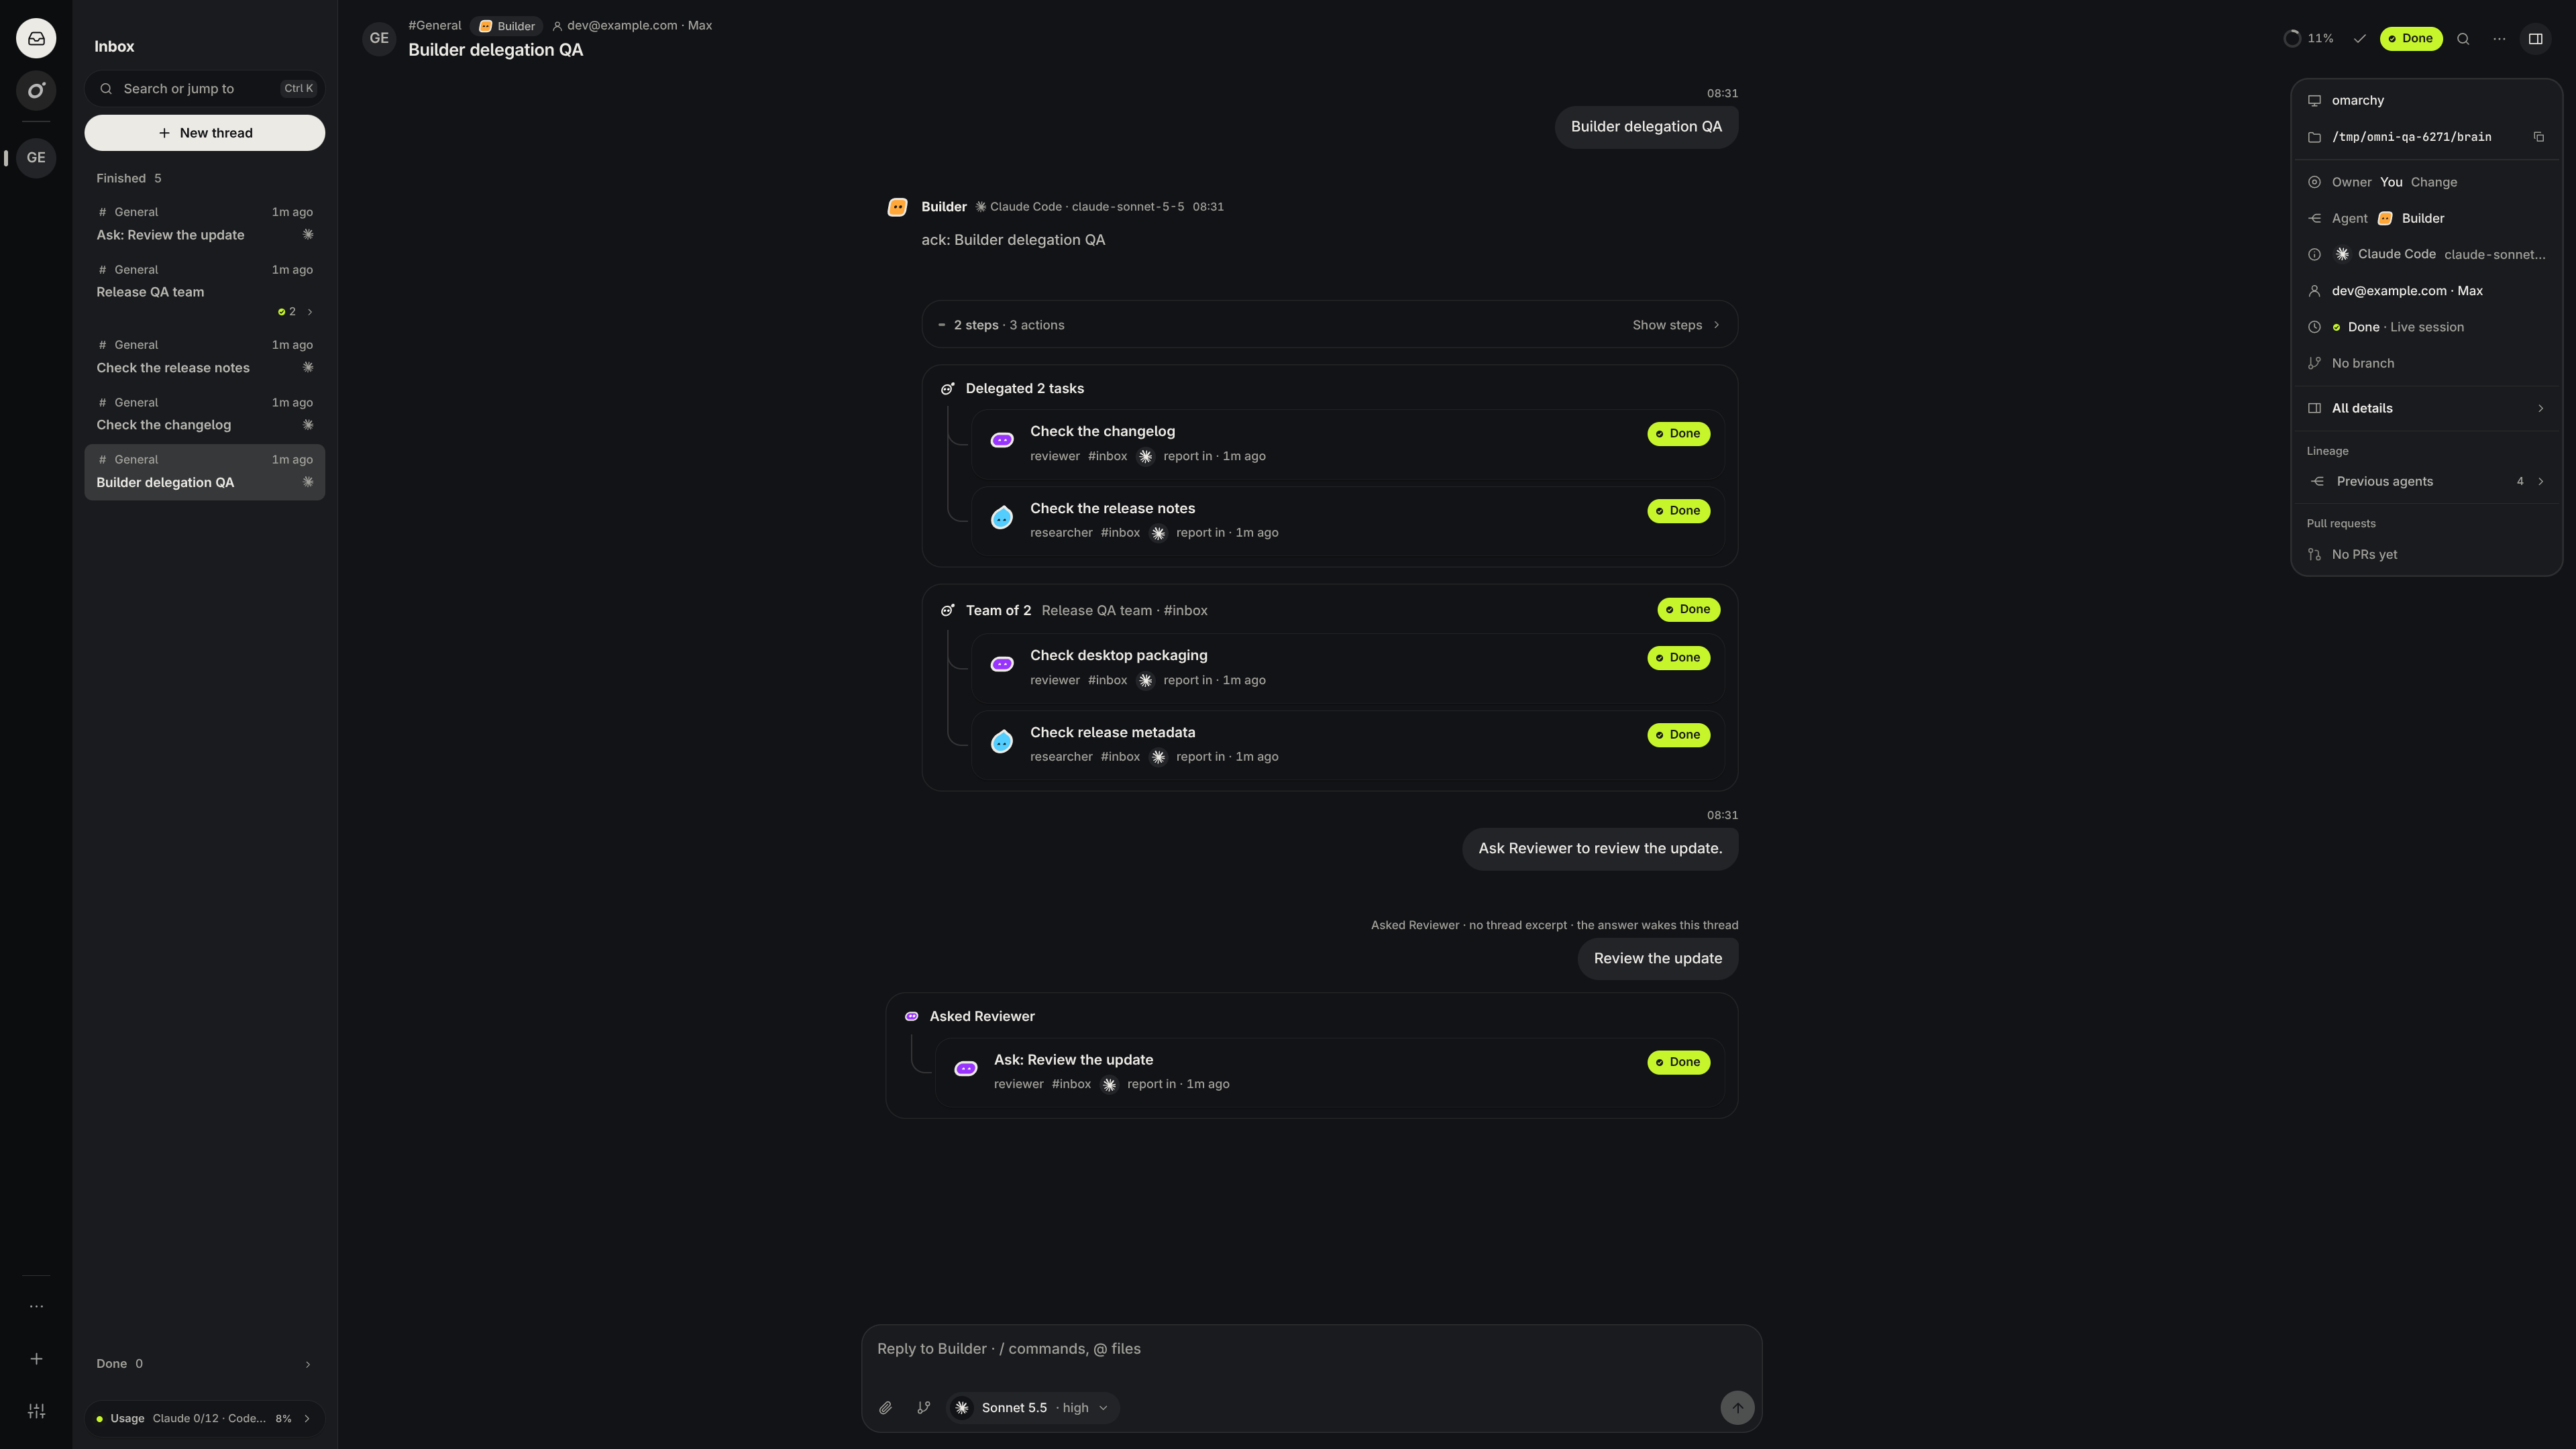 Inbox
Search or jump to
Ctrl K
New thread
GE
Finished 5
# General 1m ago
Ask: Review the update
# General 1m ago
Release QA team
2
# General 1m ago
Check the release notes
# General 1m ago
Check the changelog
# General 1m ago
Builder delegation QA
Done 0
Usage Claude 0/12 · Code... 8%
GE
#General Builder dev@example.com · Max
Builder delegation QA
11%
Done
08:31
Builder delegation QA
Builder Claude Code · claude-sonnet-5-5 08:31
ack: Builder delegation QA
2 steps · 3 actions
Show steps
Delegated 2 tasks
Check the changelog
Done
reviewer #inbox report in · 1m ago
Check the release notes
Done
researcher #inbox report in · 1m ago
Team of 2 Release QA team · #inbox
Done
Check desktop packaging
Done
reviewer #inbox report in · 1m ago
Check release metadata
Done
researcher #inbox report in · 1m ago
08:31
Ask Reviewer to review the update.
Asked Reviewer · no thread excerpt · the answer wakes this thread
Review the update
Asked Reviewer
Ask: Review the update
Done
reviewer #inbox report in · 1m ago
Reply to Builder · / commands, @ files
Sonnet 5.5 · high
omarchy
/tmp/omni-qa-6271/brain
Owner You Change
Agent Builder
Claude Code claude-sonnet...
dev@example.com · Max
Done · Live session
No branch
All details
Lineage
Previous agents 4
Pull requests
No PRs yet